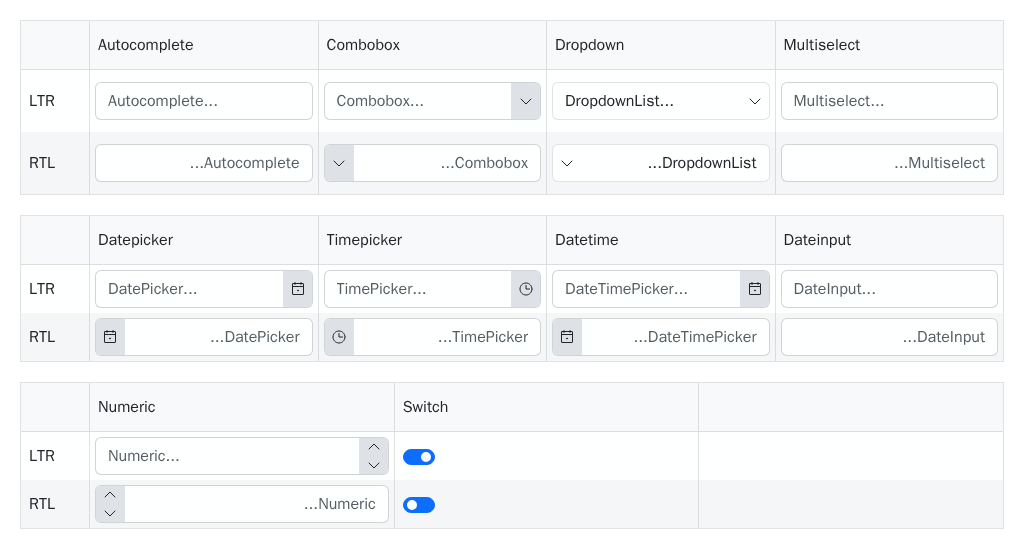 Autocomplete Combobox Dropdown Multiselect
LTR Autocomplete... Combobox... DropdownList... Multiselect...
RTL ...Autocomplete ...Combobox ...DropdownList ...Multiselect
Datepicker Timepicker Datetime Dateinput
LTR DatePicker... TimePicker... DateTimePicker... DateInput...
RTL ...DatePicker ...TimePicker ...DateTimePicker ...DateInput
Numeric Switch
LTR Numeric...
RTL ...Numeric